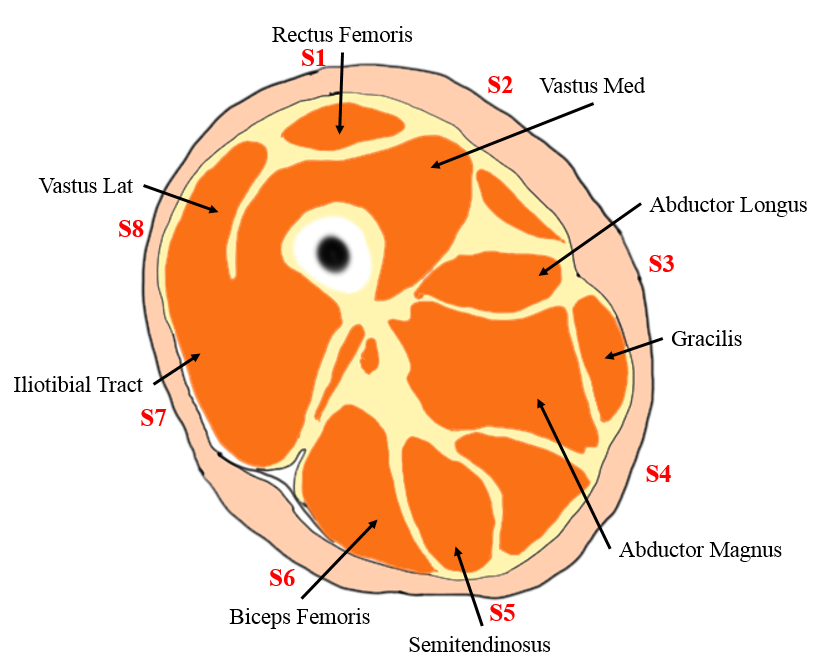 Rectus Femoris
S1
S2
Vastus Med
Vastus Lat
S8
Abductor Longus
S3
Gracilis
Iliotibial Tract
S7
S4
Abductor Magnus
S6
Biceps Femoris
S5
Semitendinosus